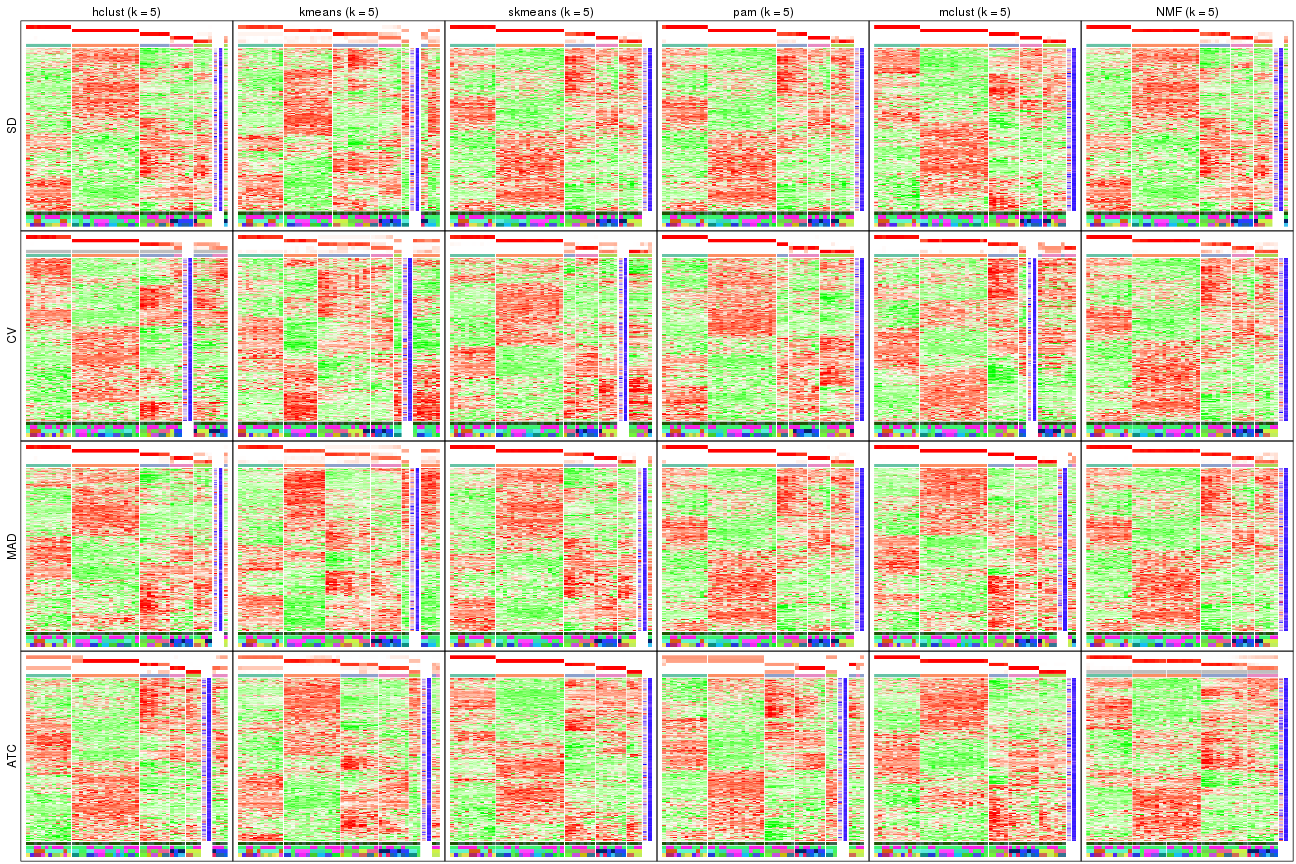 hclust (k = 5) kmeans (k = 5) skmeans (k = 5) pam (k = 5) mclust (k = 5) NMF (k = 5)
SD
CV
MAD
ATC